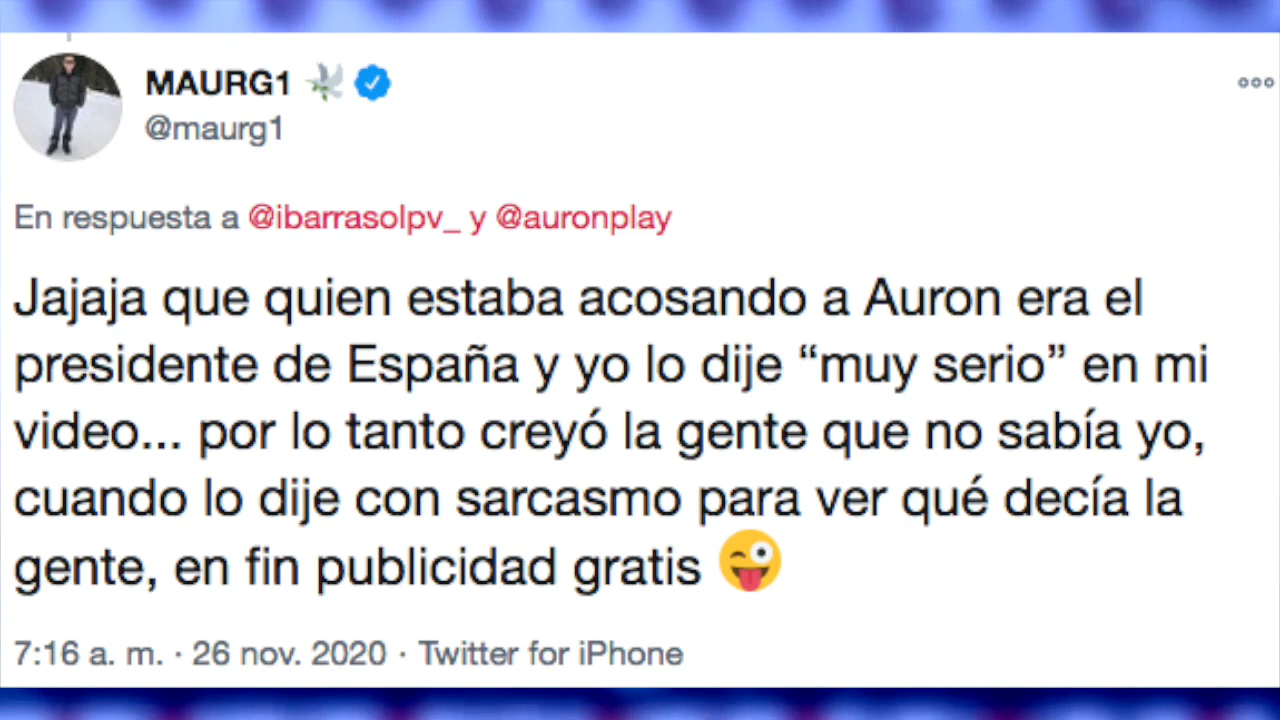 MAURG1 🕊️
@maurg1
En respuesta a @ibarrasolpv_ y @auronplay
Jajaja que quien estaba acosando a Auron era el
presidente de España y yo lo dije “muy serio” en mi
video... por lo tanto creyó la gente que no sabía yo,
cuando lo dije con sarcasmo para ver qué decía la
gente, en fin publicidad gratis 😜
7:16 a. m. · 26 nov. 2020 · Twitter for iPhone